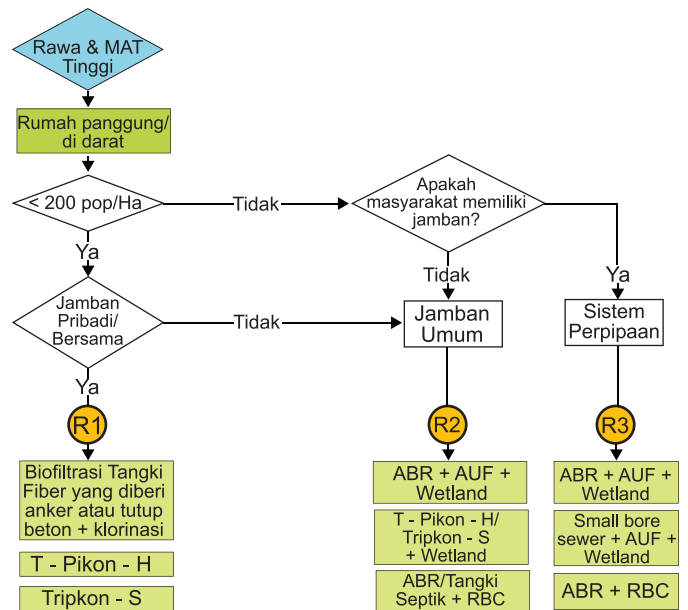 Rawa & MAT
Tinggi
Rumah panggung/
di darat
< 200 pop/Ha
Tidak
Apakah
masyarakat memiliki
jamban?
Ya
Tidak
Ya
Jamban
Pribadi/
Bersama
Tidak
Jamban
Umum
Sistem
Perpipaan
Ya
R1
R2
R3
Biofiltrasi Tangki
Fiber yang diberi
anker atau tutup
beton + klorinasi
T - Pikon - H
Tripkon - S
ABR + AUF +
Wetland
T - Pikon - H/
Tripkon - S
+ Wetland
ABR/Tangki
Septik + RBC
ABR + AUF +
Wetland
Small bore
sewer + AUF +
Wetland
ABR + RBC